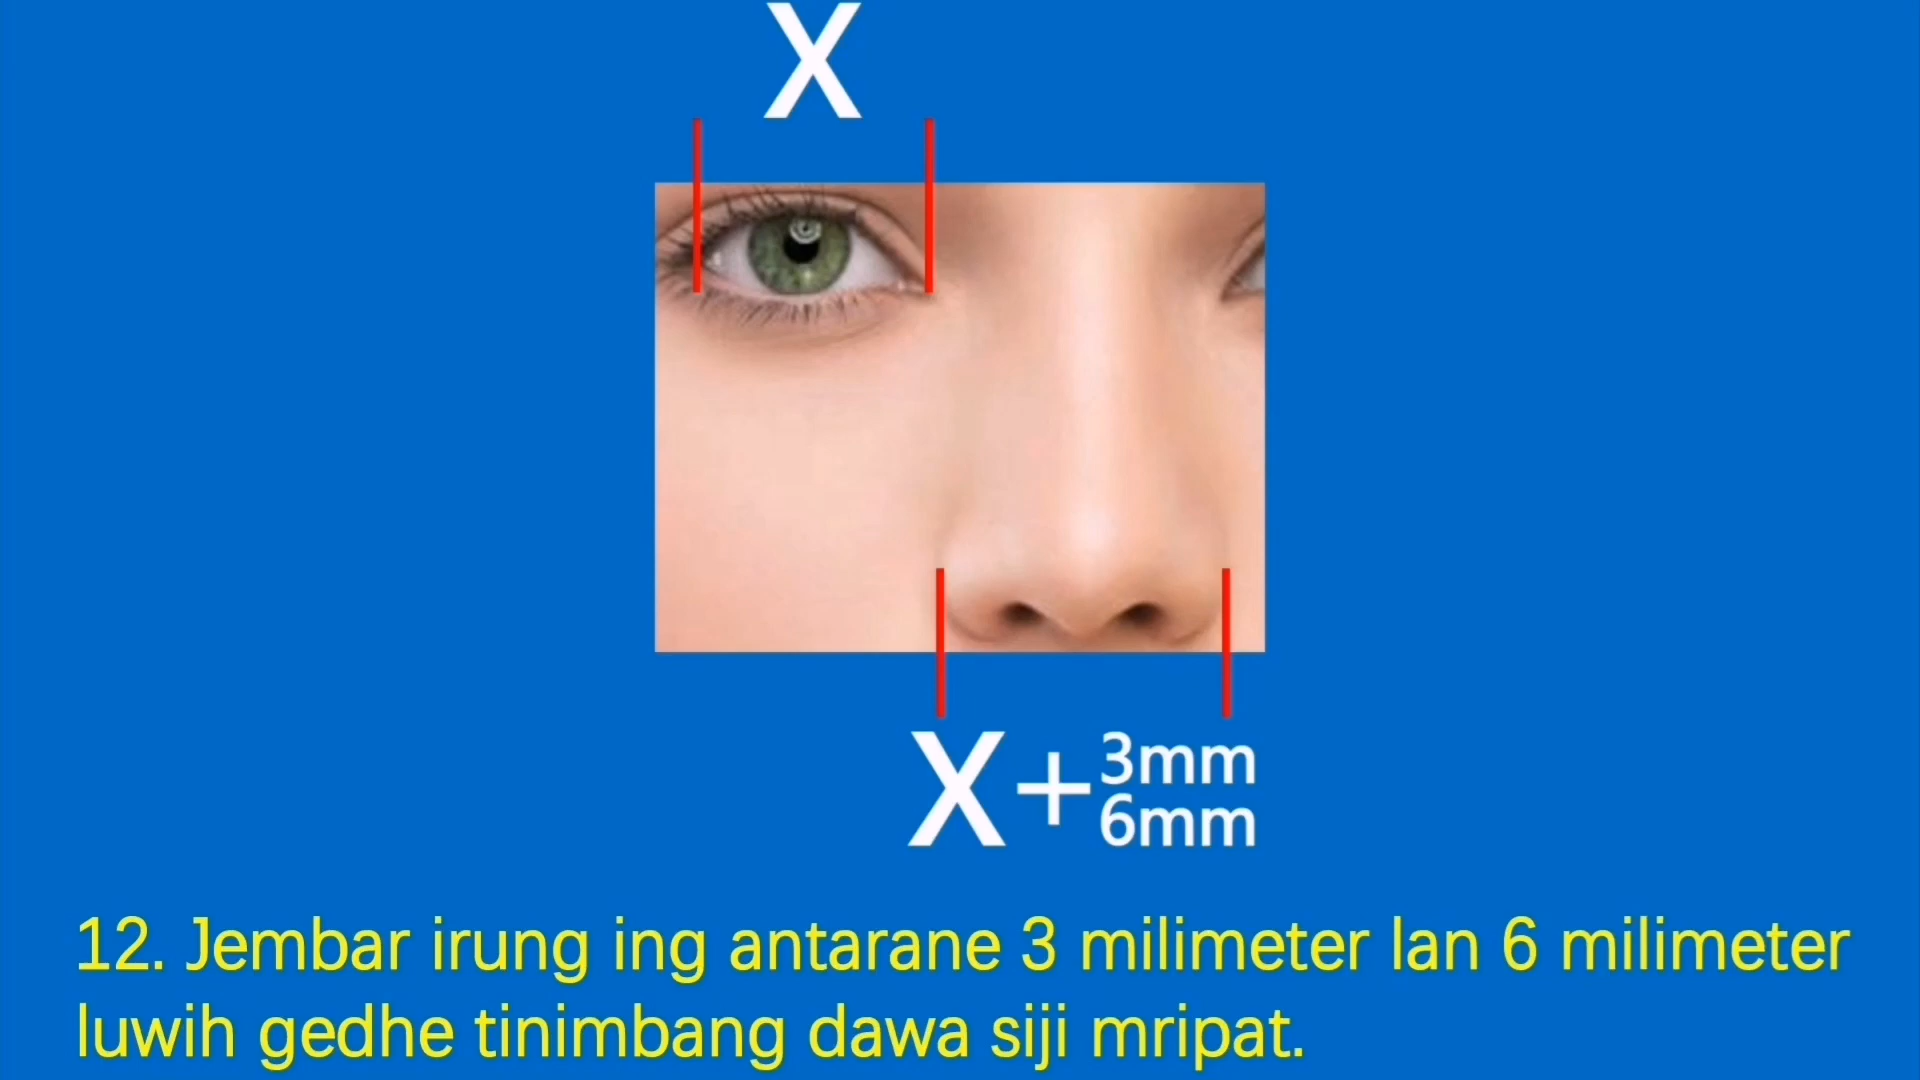 X
X+3mm
6mm
12. Jembar irung ing antarane 3 milimeter lan 6 milimeter
luwih gedhe tinimbang dawa siji mripat.